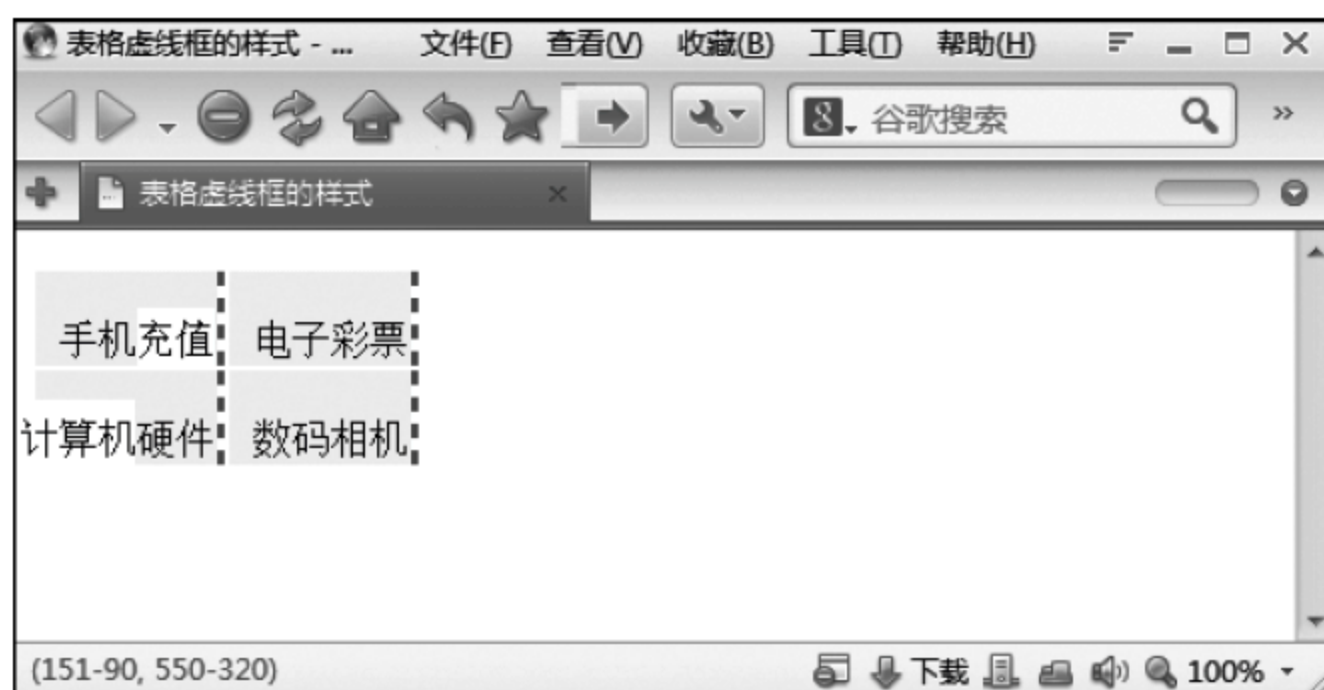 表格虚线框的样式 - ... 文件(F) 查看(V) 收藏(B) 工具(T) 帮助(H)
8 谷歌搜索 »
表格虚线框的样式 ×
手机充值 电子彩票
计算机硬件 数码相机
(151-90, 550-320) 下载 100%